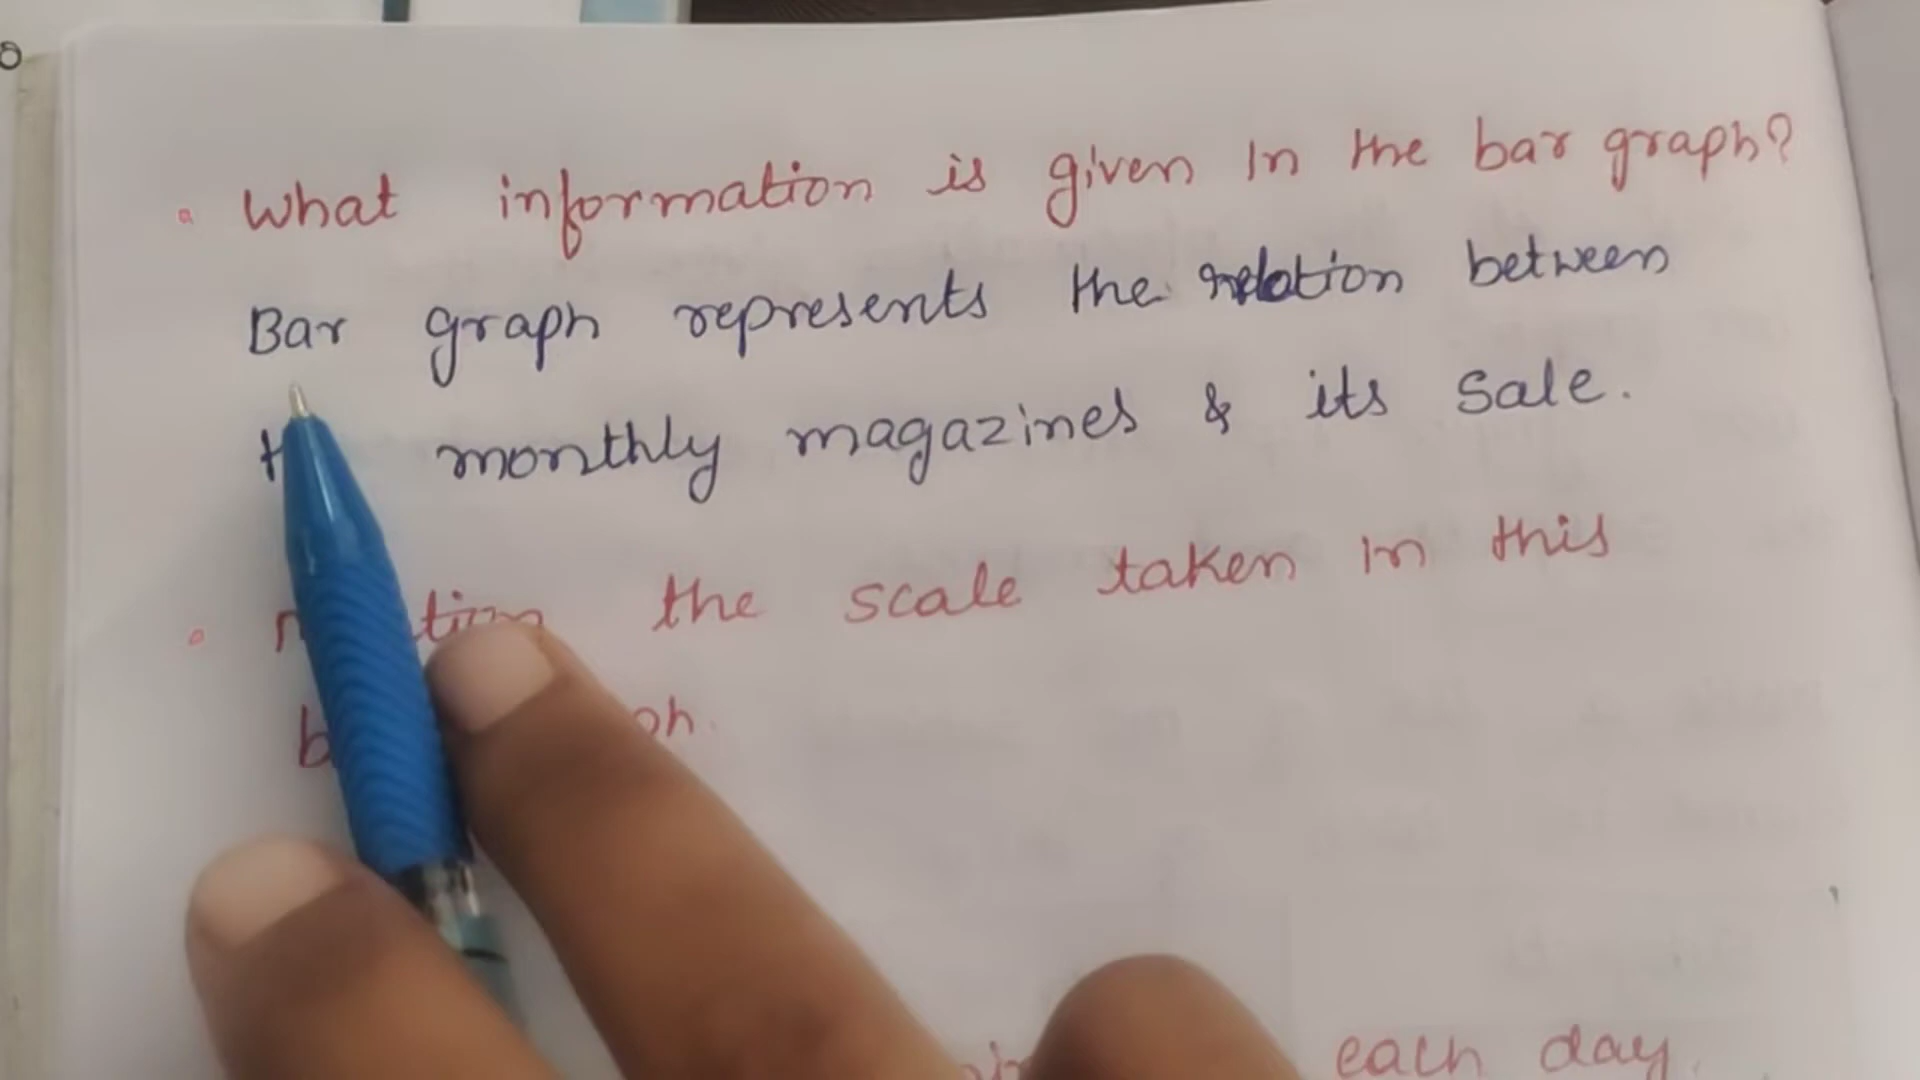 What information is given In the bar graph?
Bar graph represents the relation between
monthly magazines & its Sale.
the scale taken in this
each day.